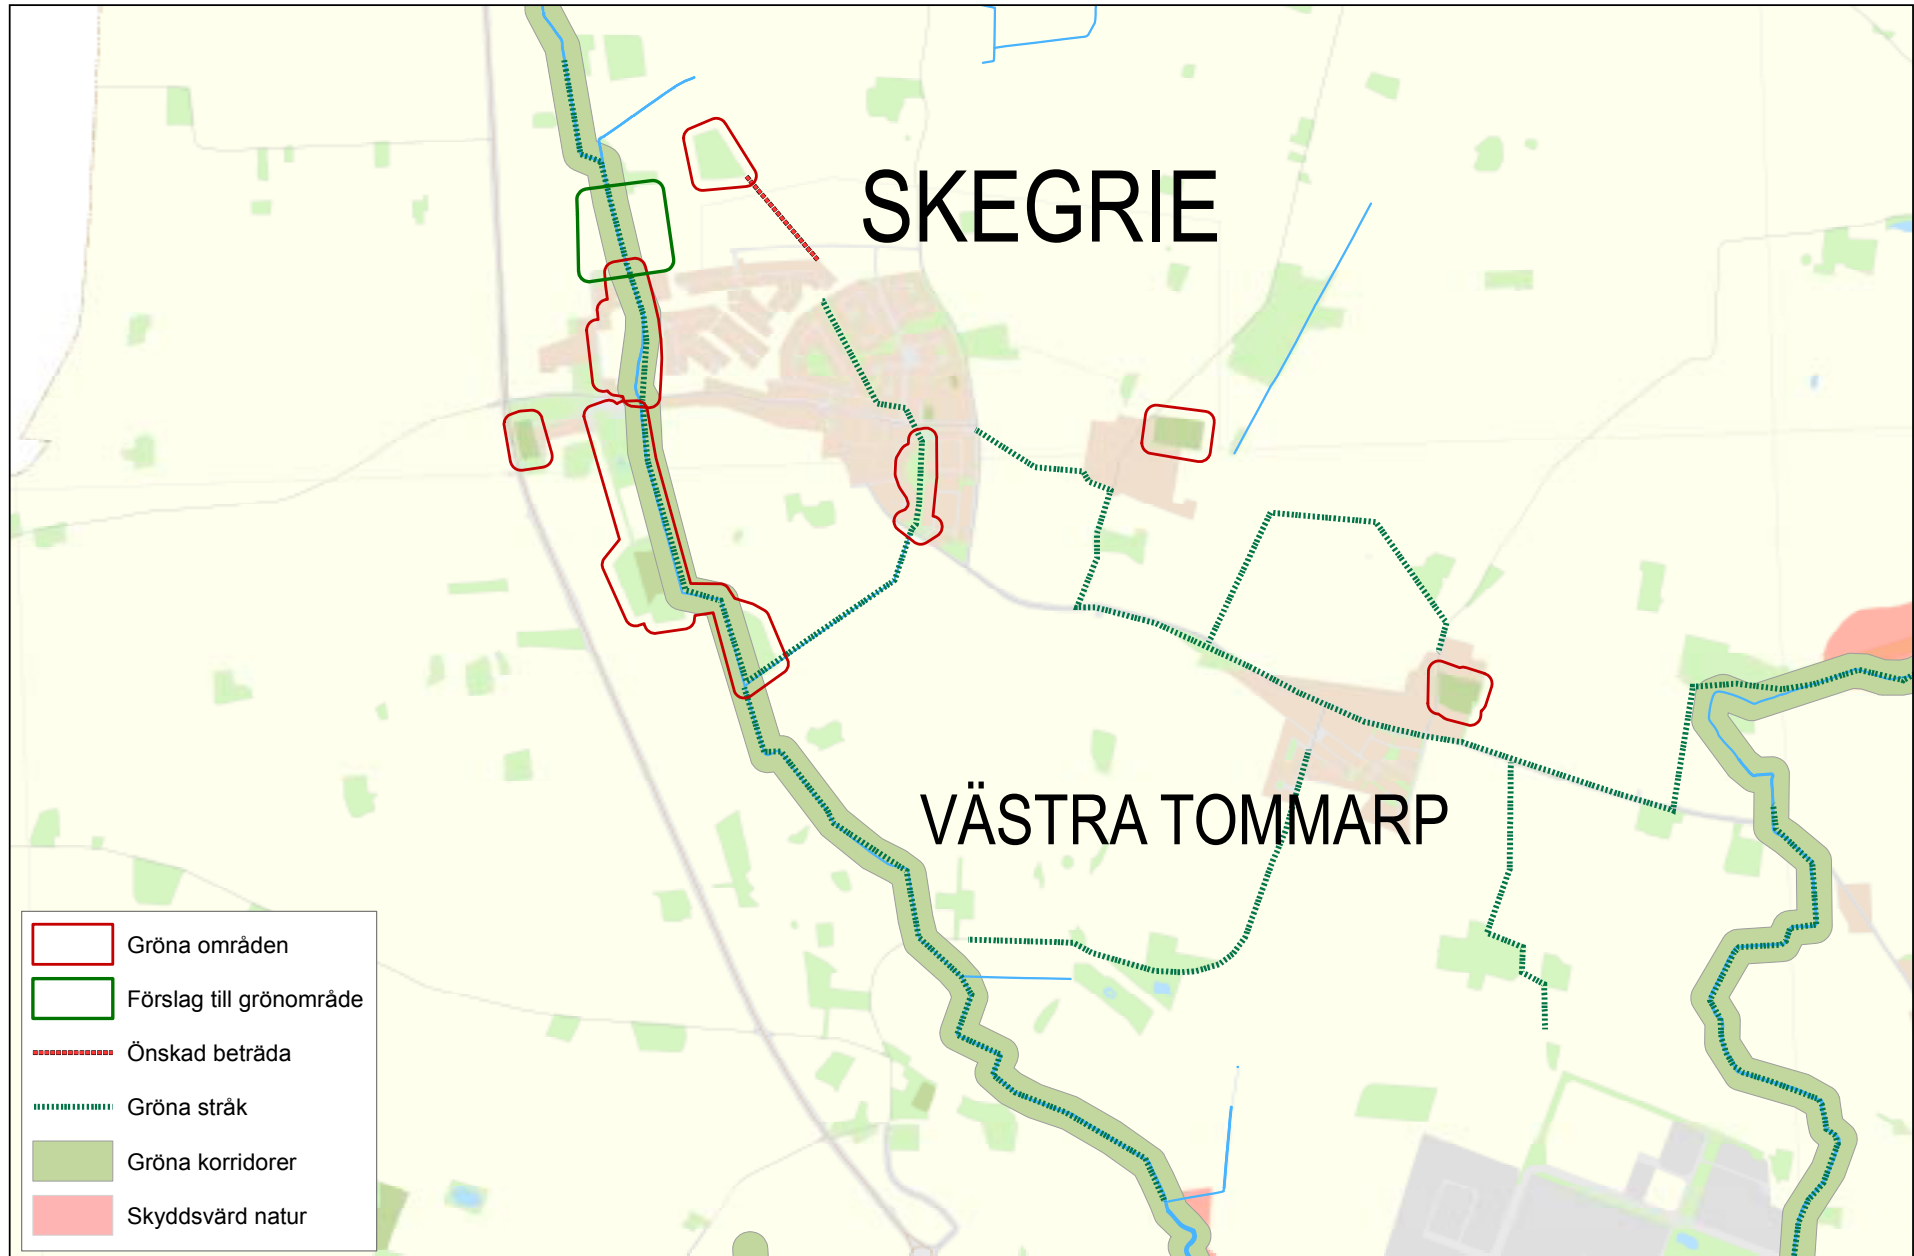 SKEGRIE
VÄSTRA TOMMARP
Gröna områden
Förslag till grönområde
Önskad beträda
Gröna stråk
Gröna korridorer
Skyddsvärd natur